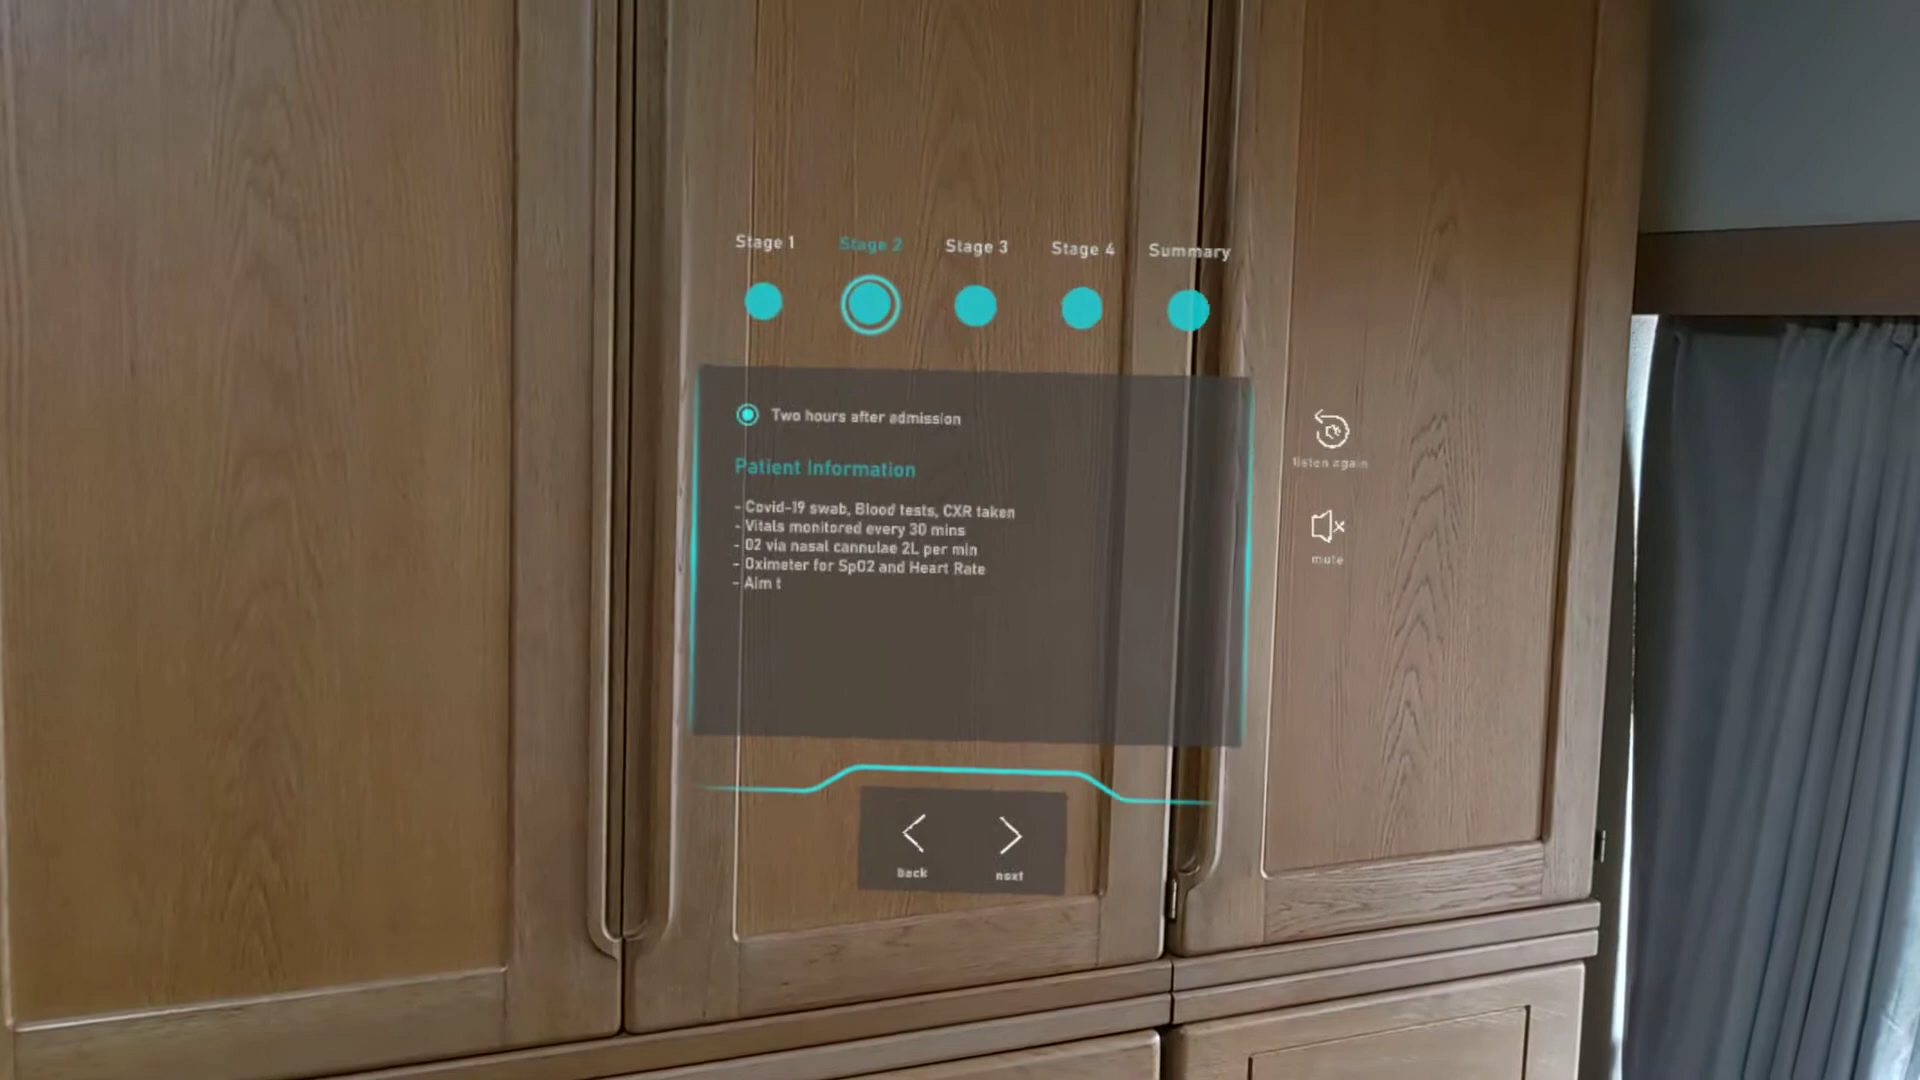 Stage 1 Stage 2 Stage 3 Stage 4 Summary
Two hours after admission
Patient Information
- Covid-19 swab, Blood tests, CXR taken
- Vitals monitored every 30 mins
- O2 via nasal cannulae 2L per min
- Oximeter for SpO2 and Heart Rate
- Aim t
listen again
mute
back next